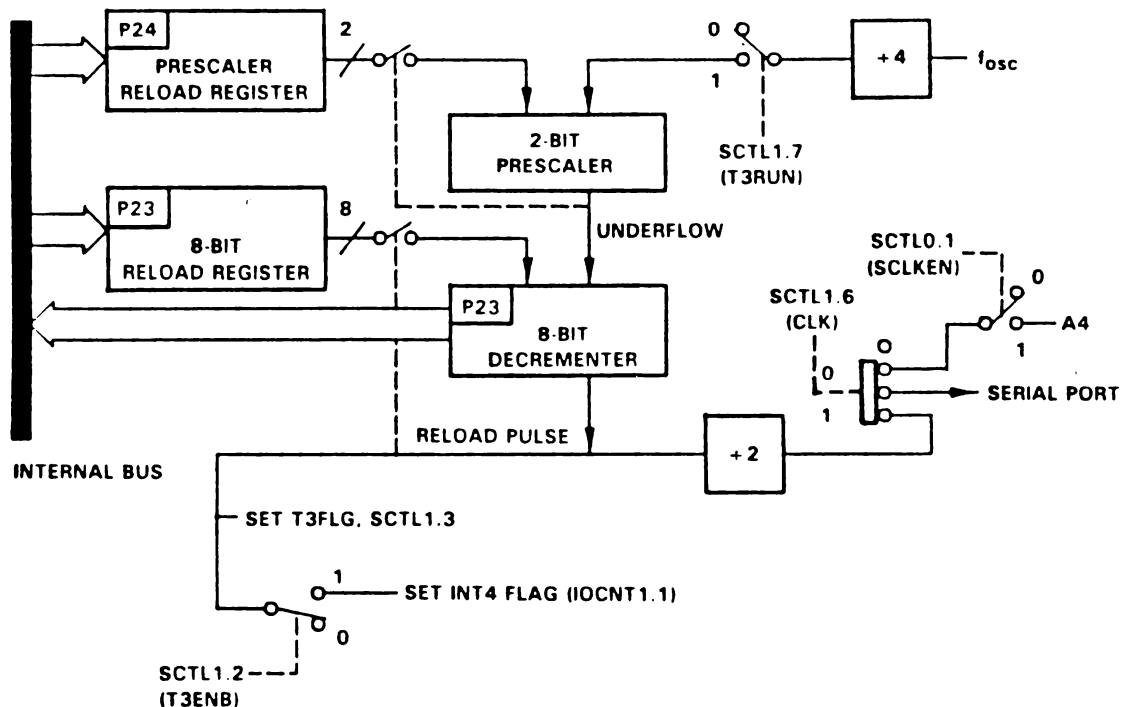 P24
PRESCALER
RELOAD REGISTER
2
0
1
+4
fosc
2-BIT
PRESCALER
SCTL1.7
(T3RUN)
P23
8-BIT
RELOAD REGISTER
8
UNDERFLOW
P23
8-BIT
DECREMENTER
SCTL0.1
(SCLKEN)
0
1
A4
SCTL1.6
(CLK)
0
1
SERIAL PORT
RELOAD PULSE
+2
INTERNAL BUS
SET T3FLG, SCTL1.3
1
SET INT4 FLAG (IOCNT1.1)
0
SCTL1.2
(T3ENB)